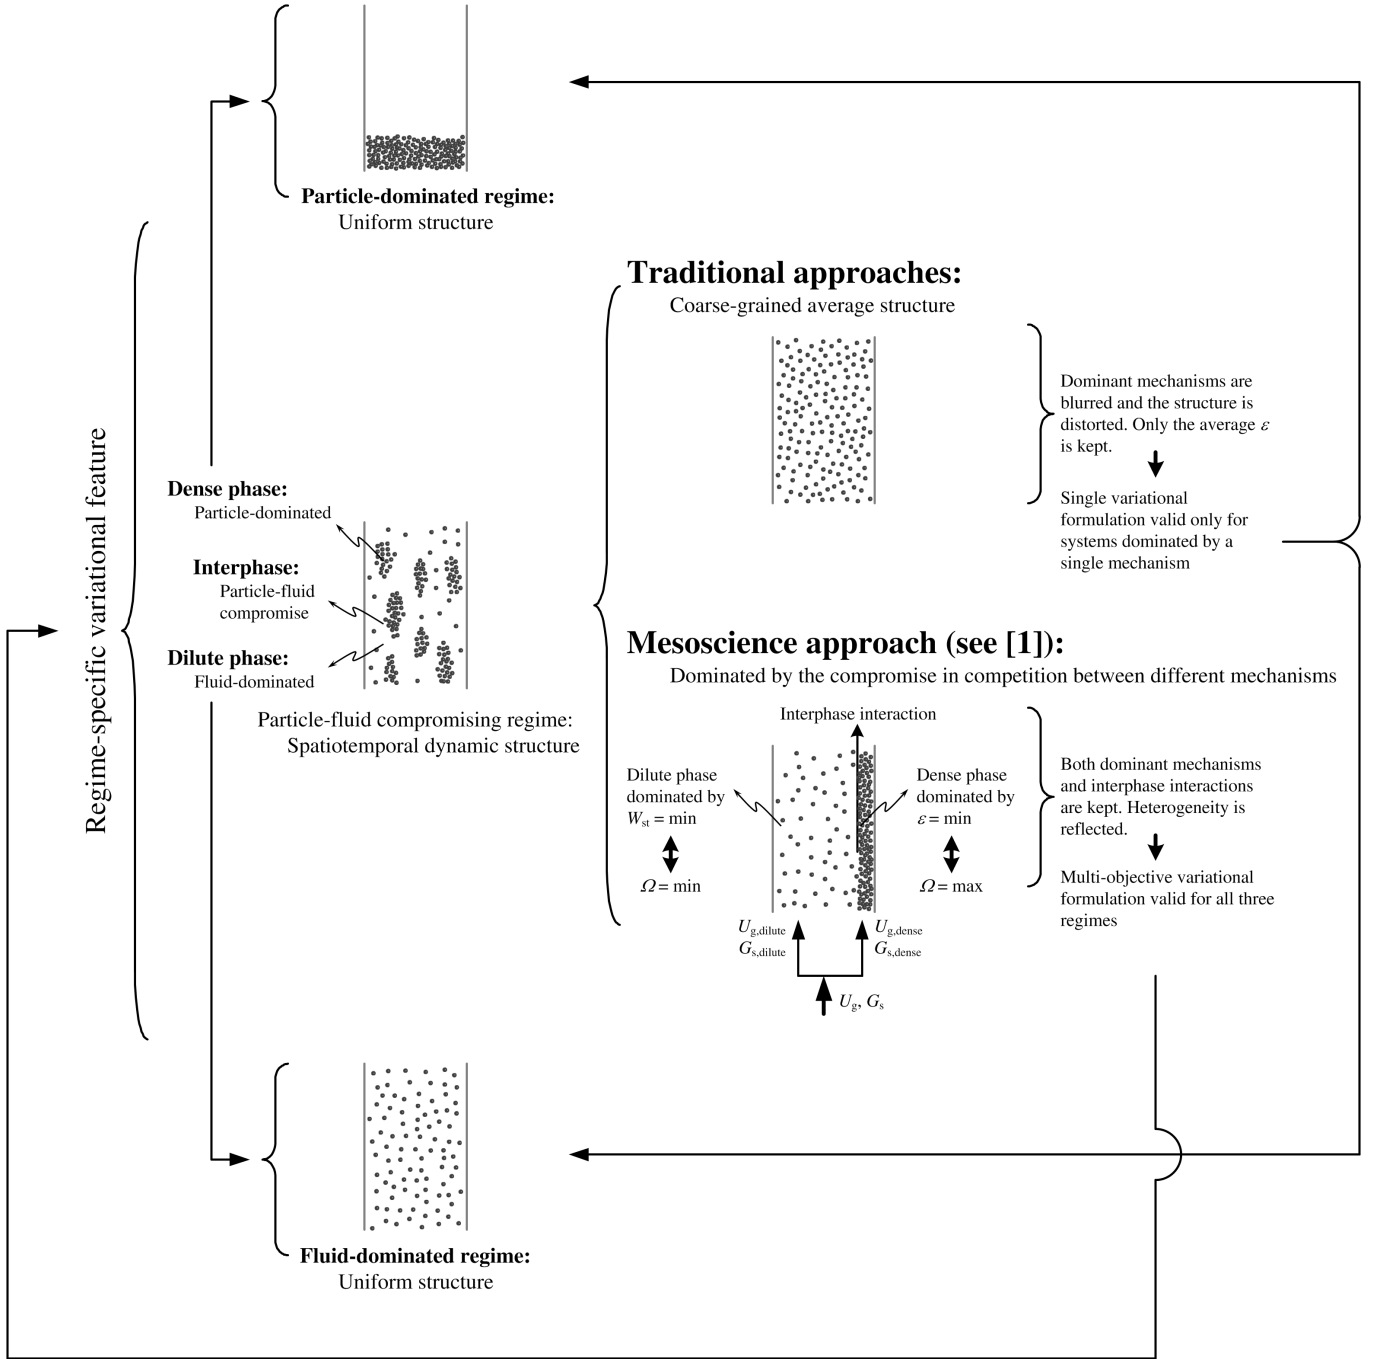 Particle-dominated regime:
Uniform structure
Regime-specific variational feature
Dense phase:
Particle-dominated
Interphase:
Particle-fluid
compromise
Dilute phase:
Fluid-dominated
Particle-fluid compromising regime:
Spatiotemporal dynamic structure
Traditional approaches:
Coarse-grained average structure
Dominant mechanisms are
blurred and the structure is
distorted. Only the average ε
is kept.
Single variational
formulation valid only for
systems dominated by a
single mechanism
Mesoscience approach (see [1]):
Dominated by the compromise in competition between different mechanisms
Interphase interaction
Dilute phase
dominated by
Wst = min
Ω = min
Dense phase
dominated by
ε = min
Ω = max
Ug,dilute
Gs,dilute
Ug,dense
Gs,dense
Ug, Gs
Both dominant mechanisms
and interphase interactions
are kept. Heterogeneity is
reflected.
Multi-objective variational
formulation valid for all three
regimes
Fluid-dominated regime:
Uniform structure